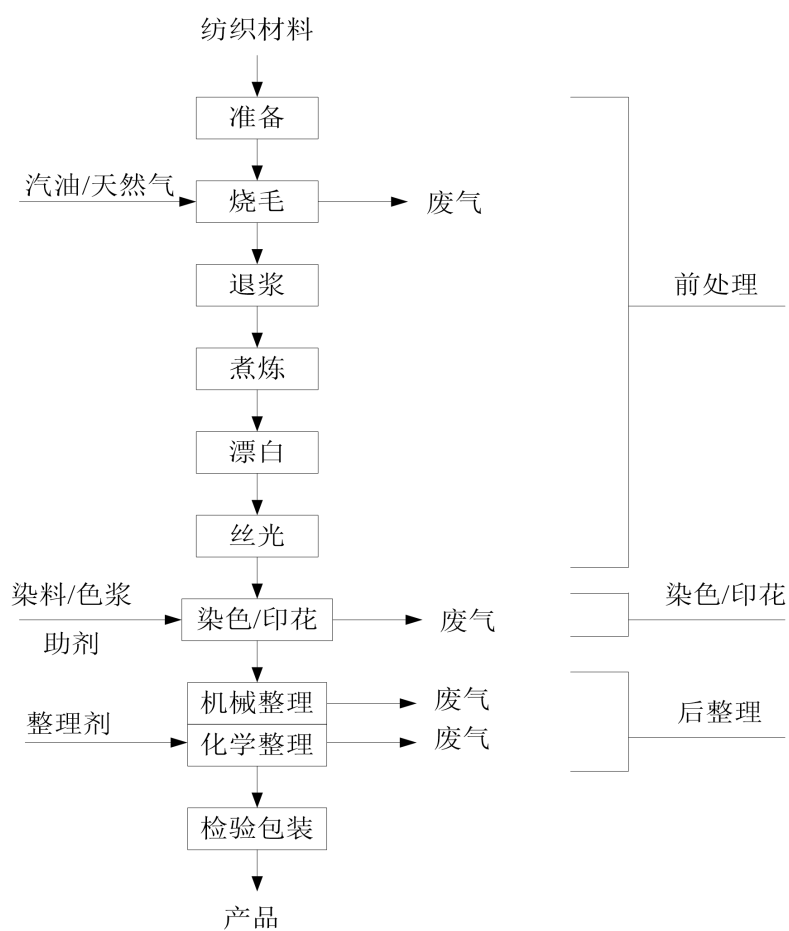 纺织材料
准备
汽油/天然气
烧毛
废气
退浆
前处理
煮炼
漂白
丝光
染料/色浆
助剂
染色/印花
废气
染色/印花
机械整理
废气
整理剂
化学整理
废气
后整理
检验包装
产品